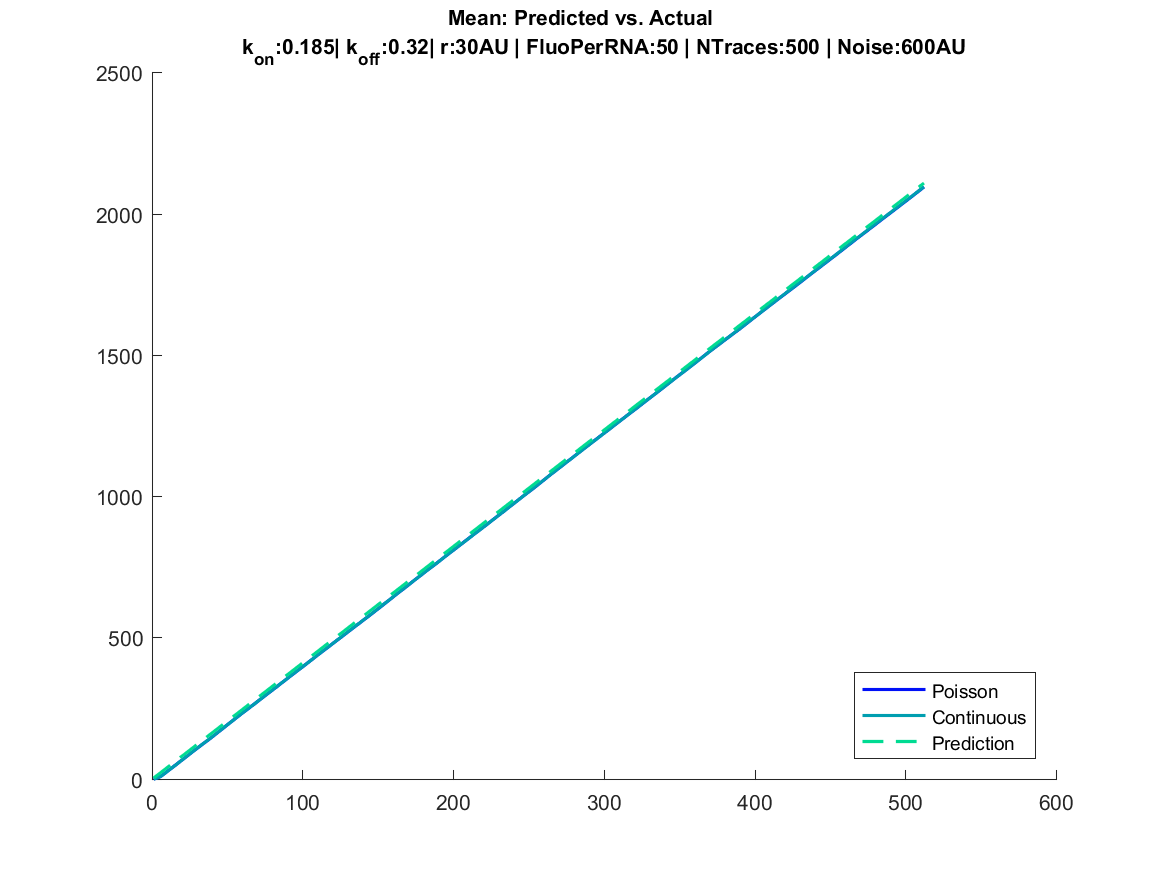 Mean: Predicted vs. Actual
k_on:0.185| k_off:0.32| r:30AU | FluoPerRNA:50 | NTraces:500 | Noise:600AU
2500
2000
1500
1000
500
0
0 100 200 300 400 500 600
Poisson
Continuous
Prediction